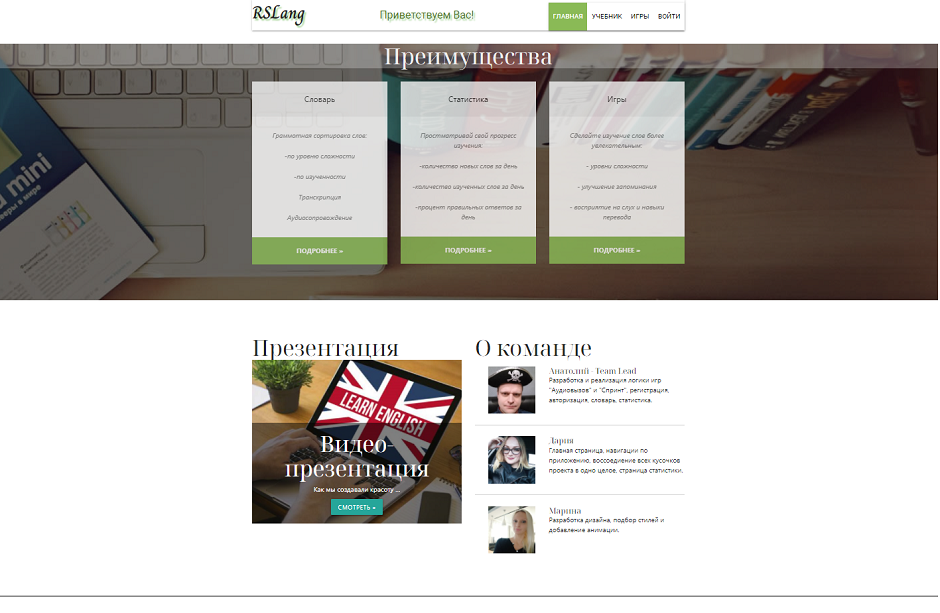 RSLang
Приветствуем Вас!
ГЛАВНАЯ
УЧЕБНИК
ИГРЫ
ВОЙТИ
Преимущества
Словарь
Грамотная сортировка слов:
-по уровню сложности
-по изученности
Транскрипция
Аудиосопровождение
ПОДРОБНЕЕ »
Статистика
Просматривай свой прогресс
изучения:
-количество новых слов за день
-количество изученных слов за день
-процент правильных ответов за
день
ПОДРОБНЕЕ »
Игры
Сделайте изучение слов более
увлекательным:
- уровни сложности
- улучшение запоминания
- восприятие на слух и навыки
перевода
ПОДРОБНЕЕ »
mini
Презентация
LEARN ENGLISH
Видео-
презентация
Как мы создавали красоту ...
СМОТРЕТЬ »
О команде
Анатолий - Team Lead
Разработка и реализация логики игр
"Аудиовызов" и "Спринт", регистрация,
авторизация, словарь, статистика.
Дария
Главная страница, навигации по
приложению, воссоединие всех кусочков
проекта в одно целое, страница статистики.
Марина
Разработка дизайна, подбор стилей и
добавление анимации.